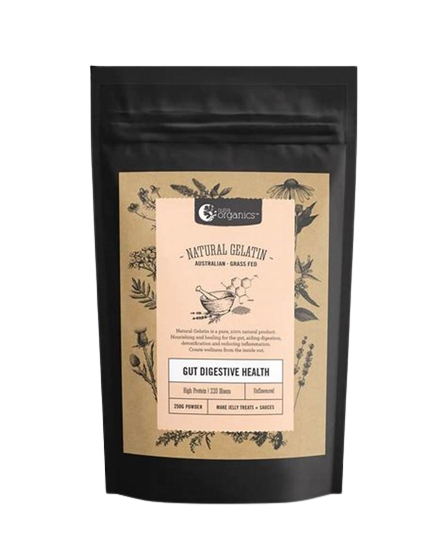 nutra
organics™
NATURAL GELATIN
AUSTRALIAN · GRASS FED
Natural Gelatin is a pure, 100% natural product.
Nourishing and healing for the gut, aiding digestion,
detoxification and reducing inflammation.
Create wellness from the inside out.
GUT DIGESTIVE HEALTH
High Protein | 220 Bloom
Unflavoured
250G POWDER
MAKE JELLY TREATS + SAUCES